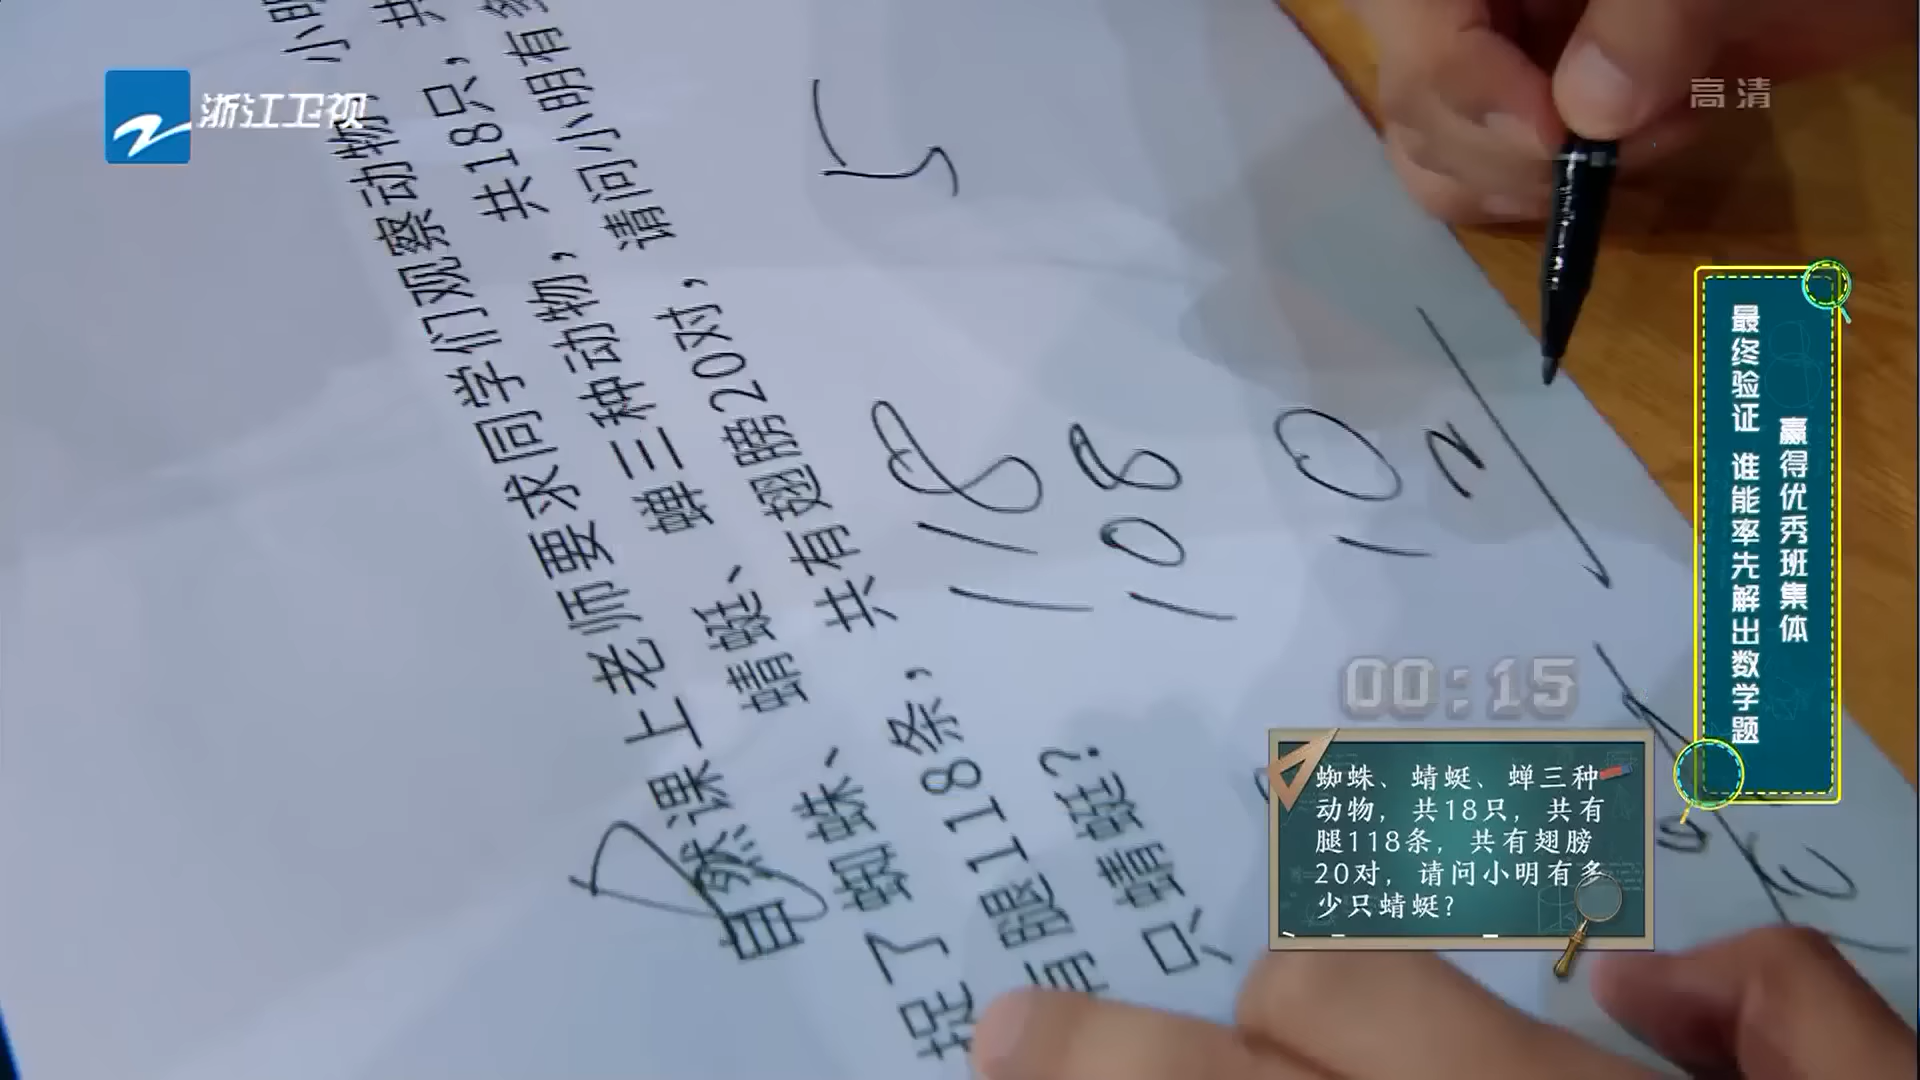 浙江卫视
高清
自然课上老师要求同学们观察动物, 小明
捉了蜘蛛、蜻蜓、蝉三种动物, 共18只, 共
有腿118条, 共有翅膀20对, 请问小明有多
只蜻蜓?
5
118
108
10
2
赢得优秀班集体
最终验证 谁能率先解出数学题
00:15
蜘蛛、蜻蜓、蝉三种
动物, 共18只, 共有
腿118条, 共有翅膀
20对, 请问小明有多
少只蜻蜓?